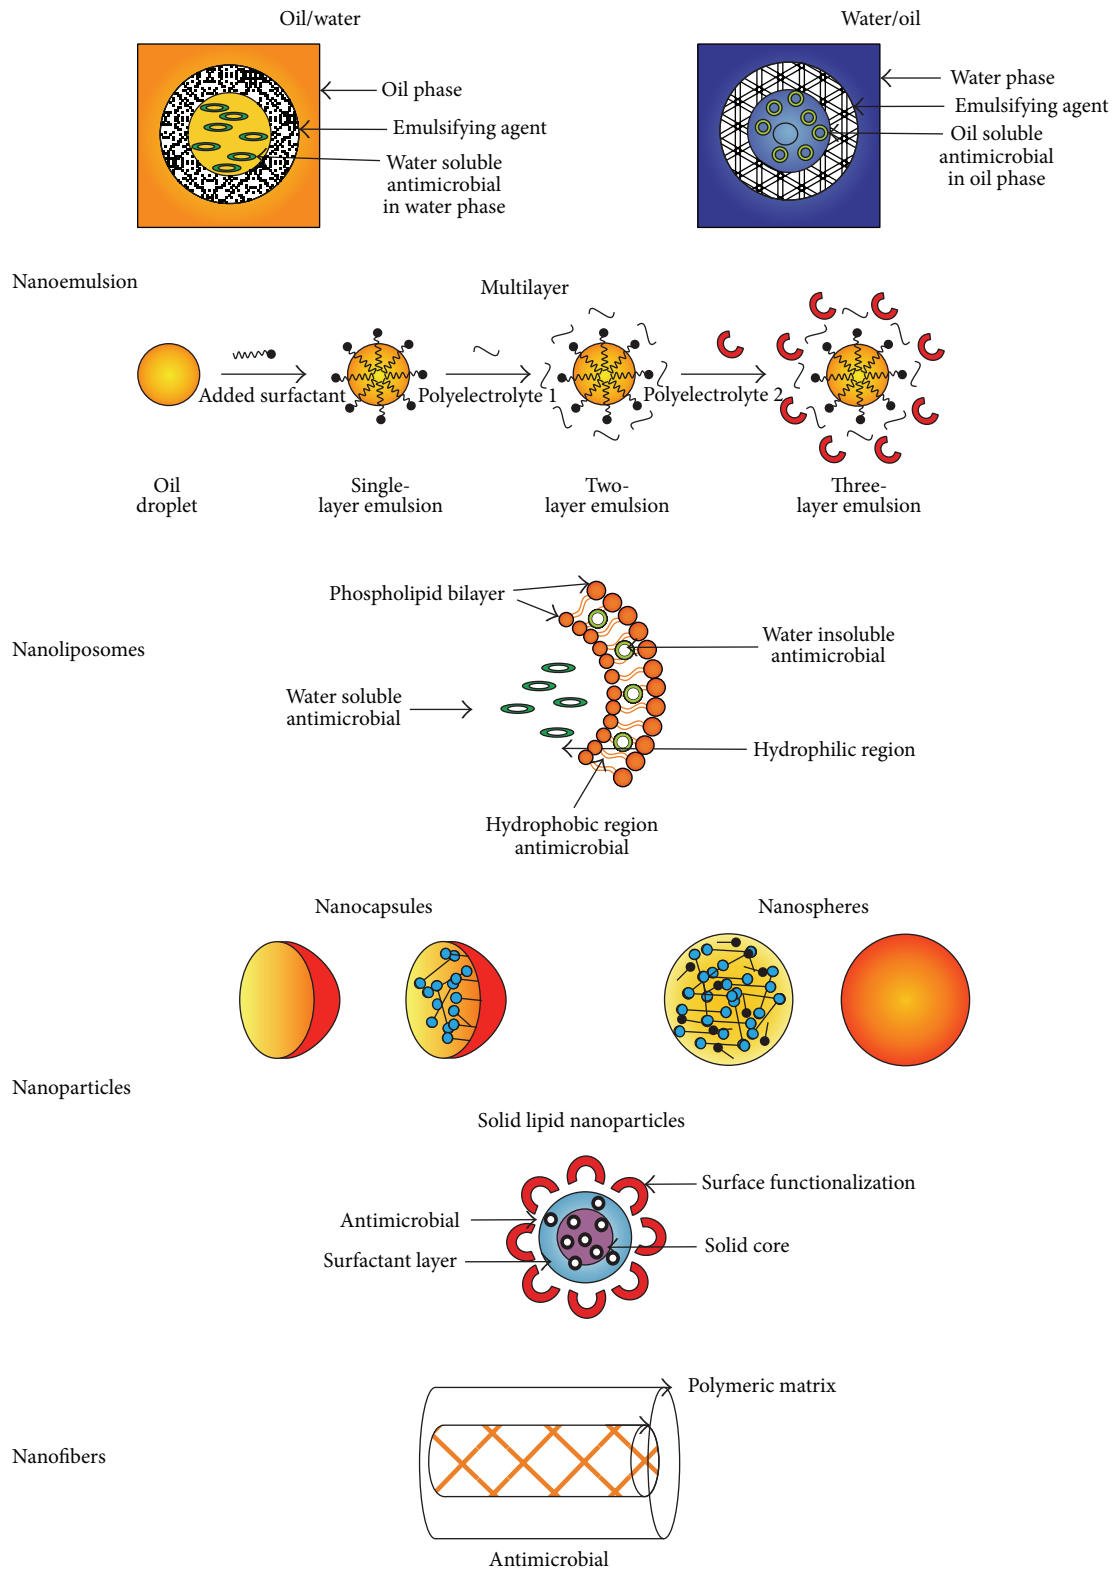 Oil/water
Water/oil
Oil phase
Emulsifying agent
Water soluble
antimicrobial
in water phase
Water phase
Emulsifying agent
Oil soluble
antimicrobial
in oil phase
Nanoemulsion
Multilayer
Added surfactant
Polyelectrolyte 1
Polyelectrolyte 2
Oil
droplet
Single-
layer emulsion
Two-
layer emulsion
Three-
layer emulsion
Nanoliposomes
Phospholipid bilayer
Water insoluble
antimicrobial
Water soluble
antimicrobial
Hydrophilic region
Hydrophobic region
antimicrobial
Nanocapsules
Nanospheres
Nanoparticles
Solid lipid nanoparticles
Surface functionalization
Antimicrobial
Solid core
Surfactant layer
Polymeric matrix
Nanofibers
Antimicrobial